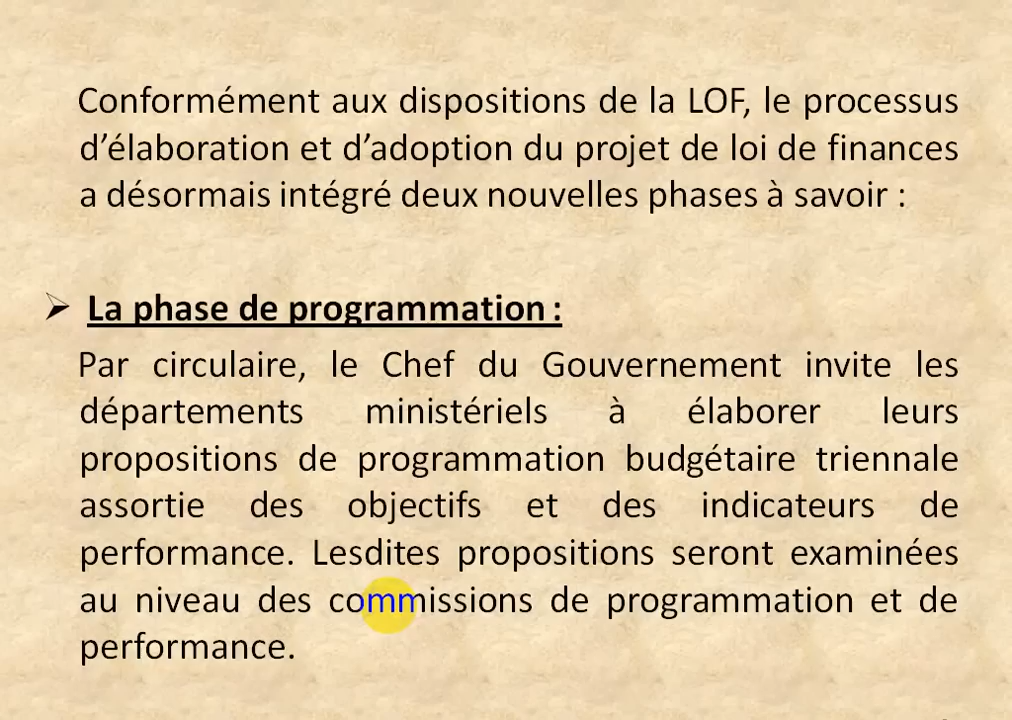 Conformément aux dispositions de la LOF, le processus
d’élaboration et d’adoption du projet de loi de finances
a désormais intégré deux nouvelles phases à savoir :
➢ La phase de programmation :
Par circulaire, le Chef du Gouvernement invite les
départements ministériels à élaborer leurs
propositions de programmation budgétaire triennale
assortie des objectifs et des indicateurs de
performance. Lesdites propositions seront examinées
au niveau des commissions de programmation et de
performance.